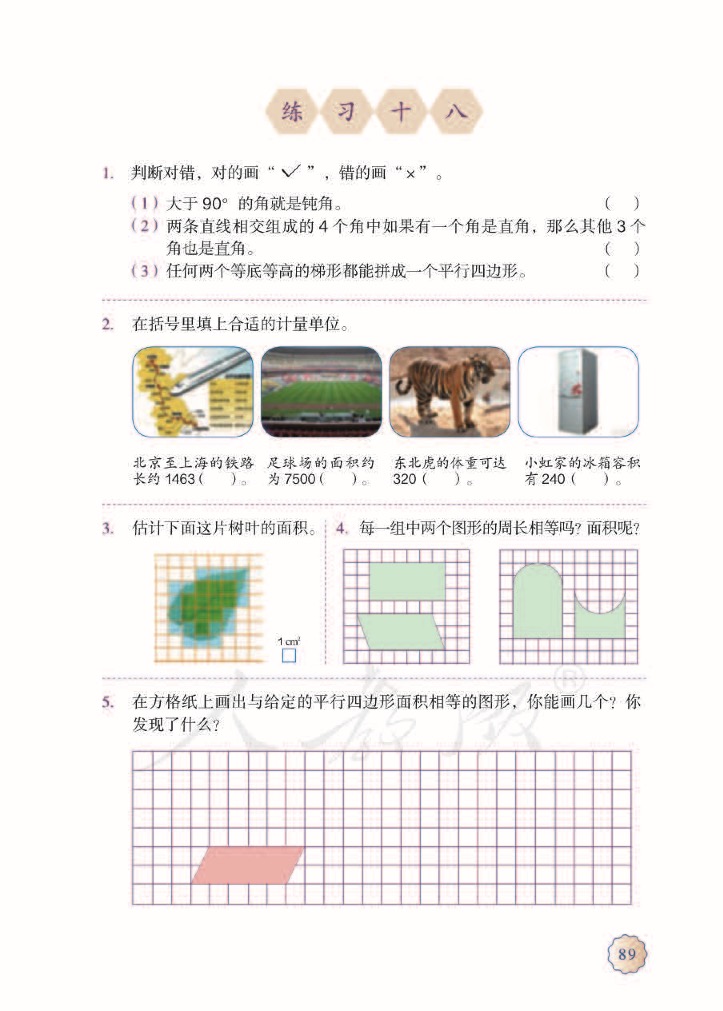 练习十八
1. 判断对错，对的画“✓”，错的画“×”。
（1）大于 90° 的角就是钝角。 （ ）
（2）两条直线相交组成的 4 个角中如果有一个角是直角，那么其他 3 个
角也是直角。 （ ）
（3）任何两个等底等高的梯形都能拼成一个平行四边形。 （ ）
2. 在括号里填上合适的计量单位。
北京至上海的铁路
长约 1463（ ）。
足球场的面积约
为 7500（ ）。
东北虎的体重可达
320（ ）。
小虹家的冰箱容积
有 240（ ）。
3. 估计下面这片树叶的面积。
1 cm²
4. 每一组中两个图形的周长相等吗？面积呢？
5. 在方格纸上画出与给定的平行四边形面积相等的图形，你能画几个？你
发现了什么？
人教版®
89